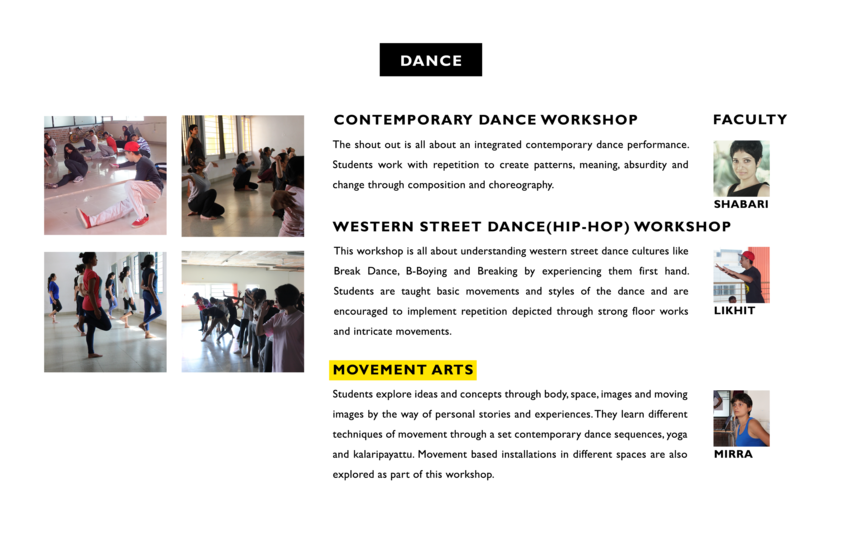 DANCE
CONTEMPORARY DANCE WORKSHOP
The shout out is all about an integrated contemporary dance performance.
Students work with repetition to create patterns, meaning, absurdity and
change through composition and choreography.
FACULTY
SHABARI
WESTERN STREET DANCE(HIP-HOP) WORKSHOP
This workshop is all about understanding western street dance cultures like
Break Dance, B-Boying and Breaking by experiencing them first hand.
Students are taught basic movements and styles of the dance and are
encouraged to implement repetition depicted through strong floor works
and intricate movements.
LIKHIT
MOVEMENT ARTS
Students explore ideas and concepts through body, space, images and moving
images by the way of personal stories and experiences. They learn different
techniques of movement through a set contemporary dance sequences, yoga
and kalaripayattu. Movement based installations in different spaces are also
explored as part of this workshop.
MIRRA